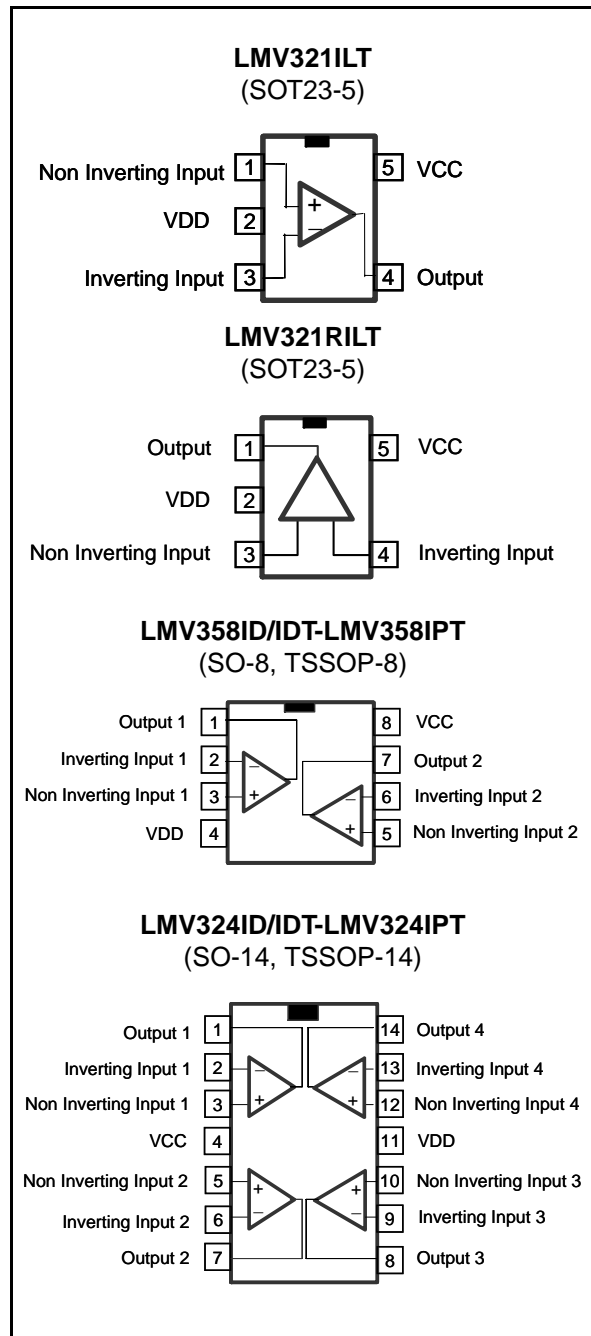 LMV321ILT
(SOT23-5)
Non Inverting Input 1 5 VCC
VDD 2
+
−
Inverting Input 3 4 Output
LMV321RILT
(SOT23-5)
Output 1 5 VCC
VDD 2
Non Inverting Input 3 4 Inverting Input
LMV358ID/IDT-LMV358IPT
(SO-8, TSSOP-8)
Output 1 1 8 VCC
Inverting Input 1 2 − 7 Output 2
Non Inverting Input 1 3 + − 6 Inverting Input 2
VDD 4 + 5 Non Inverting Input 2
LMV324ID/IDT-LMV324IPT
(SO-14, TSSOP-14)
Output 1 1 14 Output 4
Inverting Input 1 2 − − 13 Inverting Input 4
Non Inverting Input 1 3 + + 12 Non Inverting Input 4
VCC 4 11 VDD
Non Inverting Input 2 5 + + 10 Non Inverting Input 3
Inverting Input 2 6 − − 9 Inverting Input 3
Output 2 7 8 Output 3